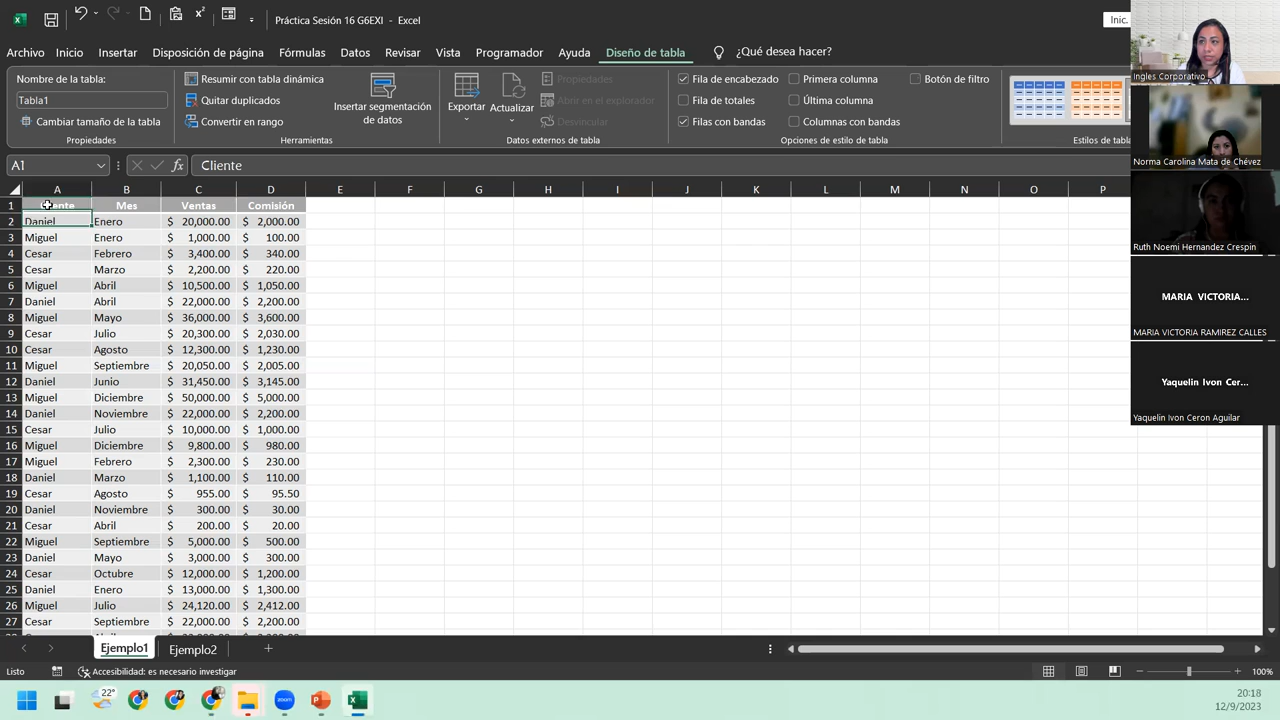 Práctica Sesión 16 G6EXI - Excel
Inic.
Archivo Inicio Insertar Disposición de página Fórmulas Datos Revisar Vista Programador Ayuda Diseño de tabla ¿Qué desea hacer?
Nombre de la tabla:
Tabla1
Cambiar tamaño de la tabla
Propiedades
Resumir con tabla dinámica
Quitar duplicados
Convertir en rango
Insertar segmentación
de datos
Herramientas
Exportar
Actualizar
Propiedades
Abrir en el explorador
Desvincular
Datos externos de tabla
Fila de encabezado Primera columna Botón de filtro
Fila de totales Última columna
Filas con bandas Columnas con bandas
Opciones de estilo de tabla
Estilos de tabla
A1 fx Cliente
A B C D E F G H I J K L M N O P
1 Mes Ventas Comisión
2 Daniel Enero $ 20,000.00 $ 2,000.00
3 Miguel Enero $ 1,000.00 $ 100.00
4 Cesar Febrero $ 3,400.00 $ 340.00
5 Cesar Marzo $ 2,200.00 $ 220.00
6 Miguel Abril $ 10,500.00 $ 1,050.00
7 Daniel Abril $ 22,000.00 $ 2,200.00
8 Miguel Mayo $ 36,000.00 $ 3,600.00
9 Cesar Julio $ 20,300.00 $ 2,030.00
10 Cesar Agosto $ 12,300.00 $ 1,230.00
11 Miguel Septiembre $ 20,050.00 $ 2,005.00
12 Daniel Junio $ 31,450.00 $ 3,145.00
13 Miguel Diciembre $ 50,000.00 $ 5,000.00
14 Daniel Noviembre $ 22,000.00 $ 2,200.00
15 Cesar Julio $ 10,000.00 $ 1,000.00
16 Miguel Diciembre $ 9,800.00 $ 980.00
17 Miguel Febrero $ 2,300.00 $ 230.00
18 Daniel Marzo $ 1,100.00 $ 110.00
19 Cesar Agosto $ 955.00 $ 95.50
20 Daniel Noviembre $ 300.00 $ 30.00
21 Cesar Abril $ 200.00 $ 20.00
22 Miguel Septiembre $ 5,000.00 $ 500.00
23 Daniel Mayo $ 3,000.00 $ 300.00
24 Cesar Octubre $ 12,000.00 $ 1,200.00
25 Daniel Enero $ 13,000.00 $ 1,300.00
26 Miguel Julio $ 24,120.00 $ 2,412.00
27 Cesar Septiembre $ 22,000.00 $ 2,200.00
Ingles Corporativo
Norma Carolina Mata de Chévez
Ruth Noemi Hernandez Crespin
MARIA VICTORIA...
MARIA VICTORIA RAMIREZ CALLES
Yaquelin Ivon Cer...
Yaquelin Ivon Ceron Aguilar
Ejemplo1 Ejemplo2
Listo Accesibilidad: es necesario investigar 100%
22°
zoom
20:18
12/9/2023